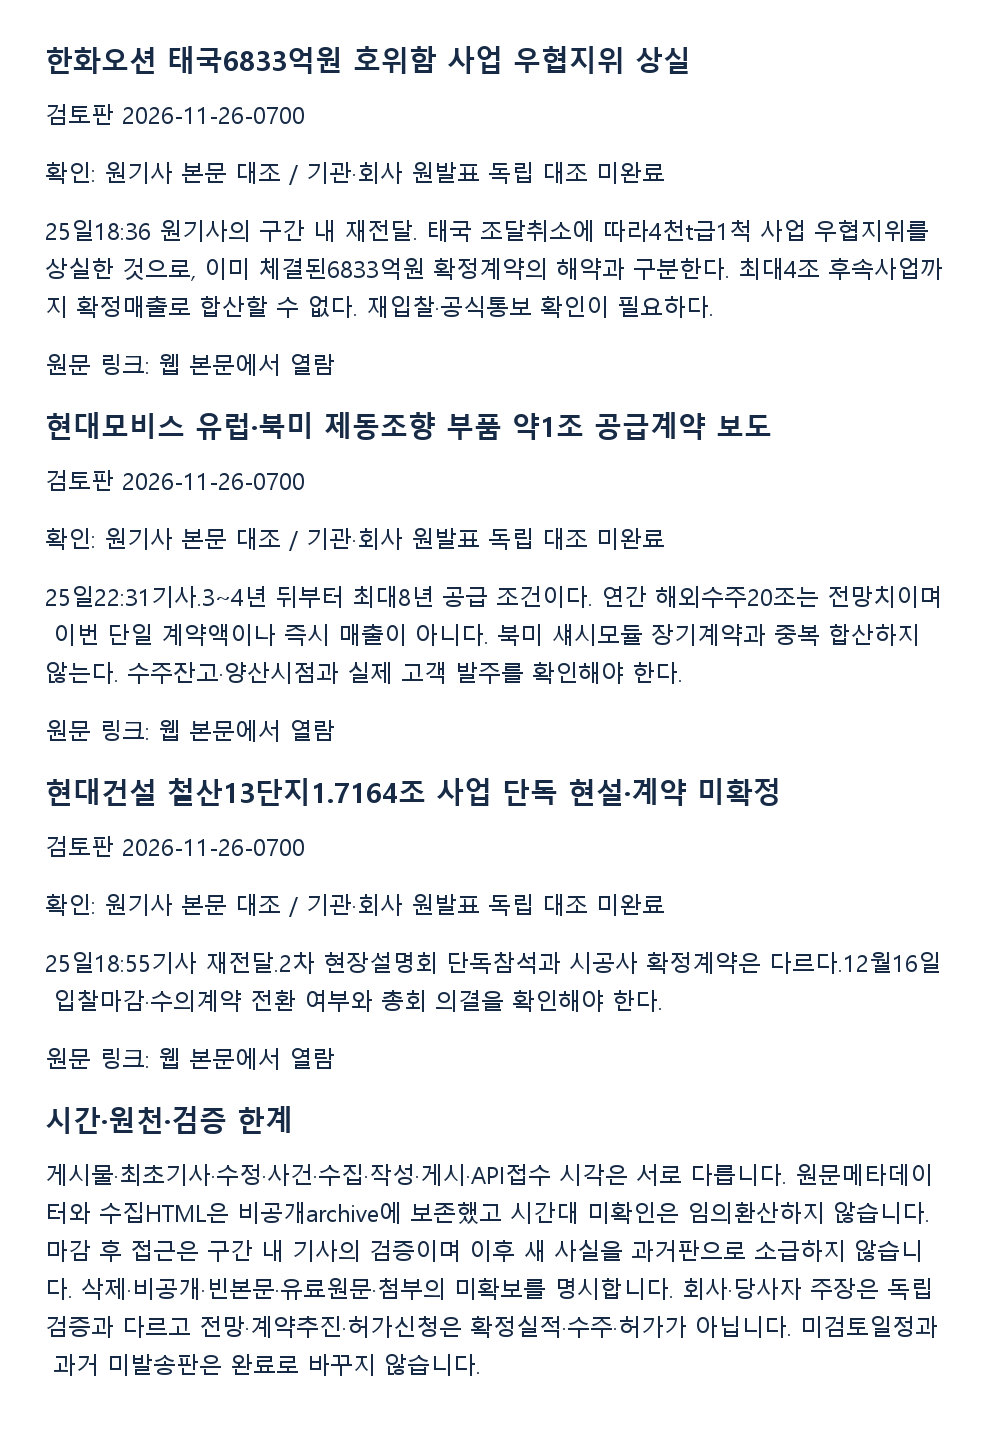 한화오션 태국6833억원 호위함 사업 우협지위 상실
검토판 2026-11-26-0700
확인: 원기사 본문 대조 / 기관·회사 원발표 독립 대조 미완료
25일18:36 원기사의 구간 내 재전달. 태국 조달취소에 따라4천t급1척 사업 우협지위를
상실한 것으로, 이미 체결된6833억원 확정계약의 해약과 구분한다. 최대4조 후속사업까
지 확정매출로 합산할 수 없다. 재입찰·공식통보 확인이 필요하다.
원문 링크: 웹 본문에서 열람
현대모비스 유럽·북미 제동조향 부품 약1조 공급계약 보도
검토판 2026-11-26-0700
확인: 원기사 본문 대조 / 기관·회사 원발표 독립 대조 미완료
25일22:31기사.3~4년 뒤부터 최대8년 공급 조건이다. 연간 해외수주20조는 전망치이며
이번 단일 계약액이나 즉시 매출이 아니다. 북미 섀시모듈 장기계약과 중복 합산하지
않는다. 수주잔고·양산시점과 실제 고객 발주를 확인해야 한다.
원문 링크: 웹 본문에서 열람
현대건설 철산13단지1.7164조 사업 단독 현설·계약 미확정
검토판 2026-11-26-0700
확인: 원기사 본문 대조 / 기관·회사 원발표 독립 대조 미완료
25일18:55기사 재전달.2차 현장설명회 단독참석과 시공사 확정계약은 다르다.12월16일
입찰마감·수의계약 전환 여부와 총회 의결을 확인해야 한다.
원문 링크: 웹 본문에서 열람
시간·원천·검증 한계
게시물·최초기사·수정·사건·수집·작성·게시·API접수 시각은 서로 다릅니다. 원문메타데이
터와 수집HTML은 비공개archive에 보존했고 시간대 미확인은 임의환산하지 않습니다.
마감 후 접근은 구간 내 기사의 검증이며 이후 새 사실을 과거판으로 소급하지 않습니
다. 삭제·비공개·빈본문·유료원문·첨부의 미확보를 명시합니다. 회사·당사자 주장은 독립
검증과 다르고 전망·계약추진·허가신청은 확정실적·수주·허가가 아닙니다. 미검토일정과
과거 미발송판은 완료로 바꾸지 않습니다.